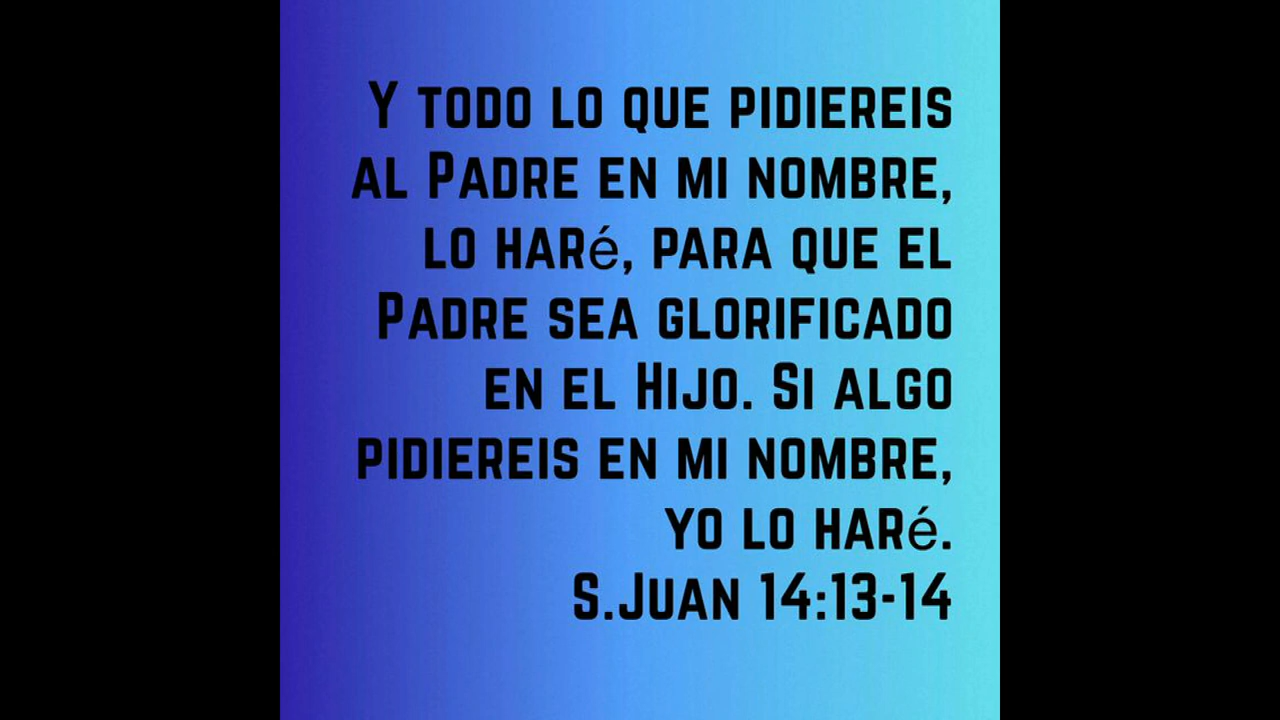 Y todo lo que pidiereis
al Padre en mi nombre,
lo haré, para que el
Padre sea glorificado
en el Hijo. Si algo
pidiereis en mi nombre,
yo lo haré.
S.Juan 14:13-14